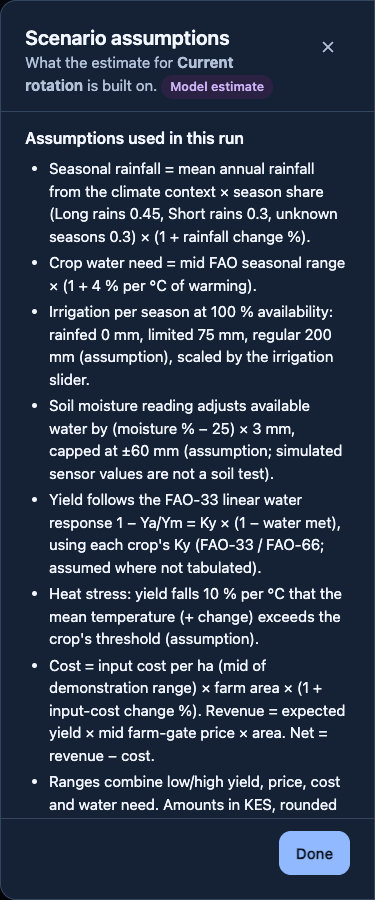 Scenario assumptions
What the estimate for Current
rotation is built on. Model estimate
Assumptions used in this run
• Seasonal rainfall = mean annual rainfall
from the climate context × season share
(Long rains 0.45, Short rains 0.3, unknown
seasons 0.3) × (1 + rainfall change %).
• Crop water need = mid FAO seasonal range
× (1 + 4 % per °C of warming).
• Irrigation per season at 100 % availability:
rainfed 0 mm, limited 75 mm, regular 200
mm (assumption), scaled by the irrigation
slider.
• Soil moisture reading adjusts available
water by (moisture % − 25) × 3 mm,
capped at ±60 mm (assumption; simulated
sensor values are not a soil test).
• Yield follows the FAO-33 linear water
response 1 − Ya/Ym = Ky × (1 − water met),
using each crop's Ky (FAO-33 / FAO-66;
assumed where not tabulated).
• Heat stress: yield falls 10 % per °C that the
mean temperature (+ change) exceeds the
crop's threshold (assumption).
• Cost = input cost per ha (mid of
demonstration range) × farm area × (1 +
input-cost change %). Revenue = expected
yield × mid farm-gate price × area. Net =
revenue − cost.
• Ranges combine low/high yield, price, cost
and water need. Amounts in KES, rounded
Done